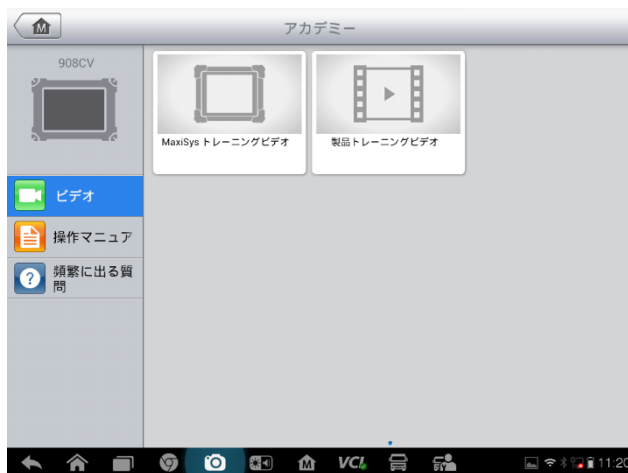 M
アカデミー
908CV
MaxiSys トレーニングビデオ
製品トレーニングビデオ
ビデオ
操作マニュア
頻繁に出る質
問
?
M
VCI
11:20